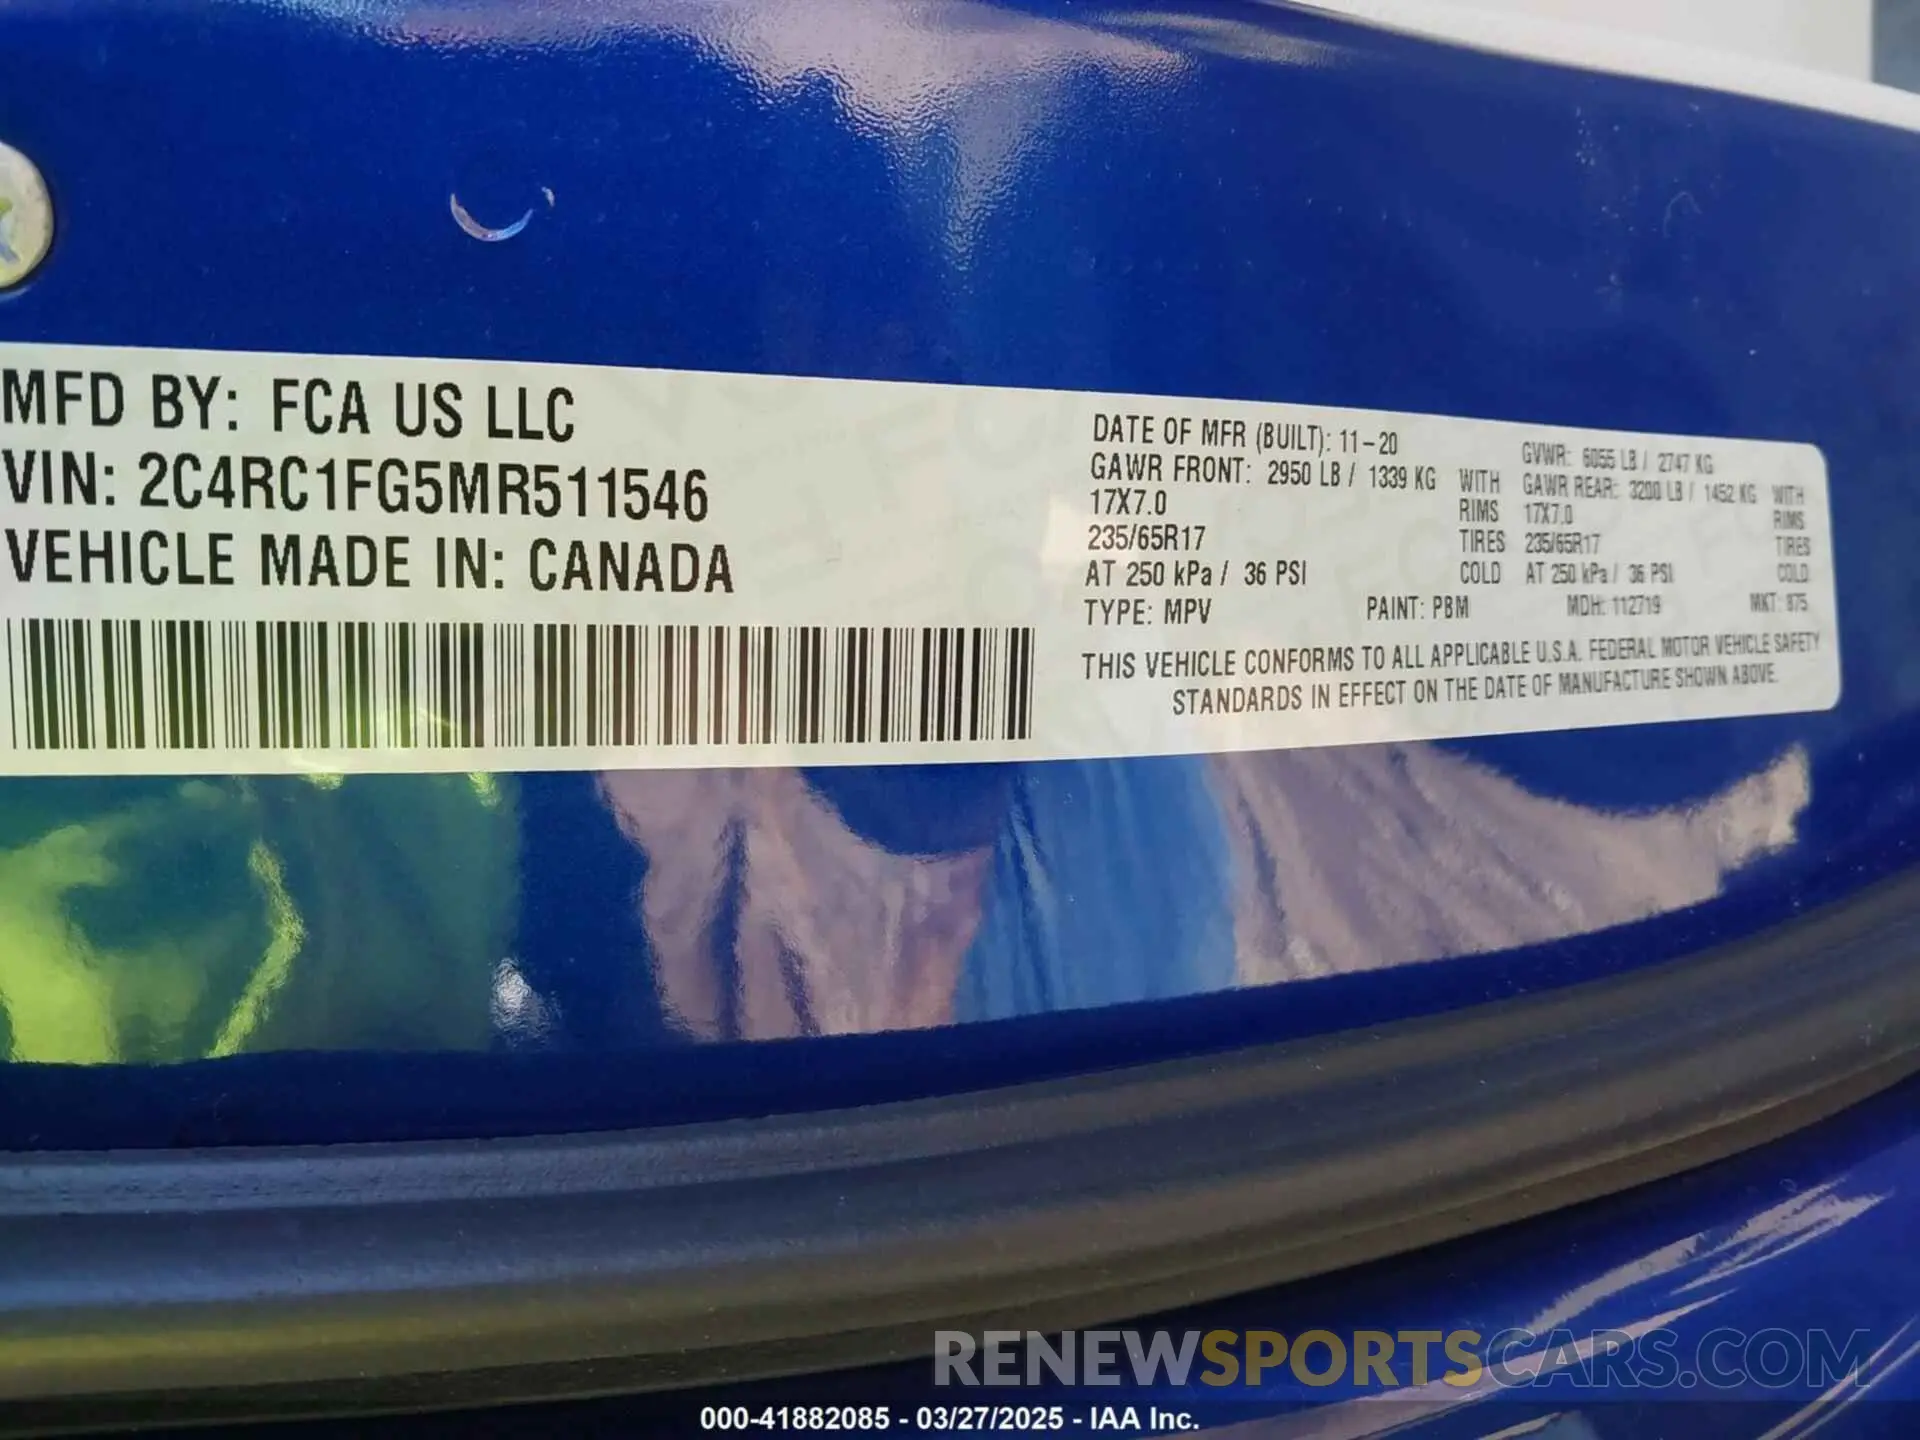 MFD BY: FCA US LLC
VIN: 2C4RC1FG5MR511546
VEHICLE MADE IN: CANADA
DATE OF MFR (BUILT): 11-20 GVWR: 6055 LB / 2747 KG
GAWR FRONT: 2950 LB / 1339 KG WITH GAWR REAR: 3200 LB / 1452 KG WITH
17X7.0 RIMS 17X7.0 RIMS
235/65R17 TIRES 235/65R17 TIRES
AT 250 kPa / 36 PSI COLD AT 250 kPa / 36 PSI COLD
TYPE: MPV PAINT: PBM MDH: 112719 MKT: 875
THIS VEHICLE CONFORMS TO ALL APPLICABLE U.S.A. FEDERAL MOTOR VEHICLE SAFETY
STANDARDS IN EFFECT ON THE DATE OF MANUFACTURE SHOWN ABOVE.
RENEWSPORTSCARS.COM
000-41882085 - 03/27/2025 - IAA Inc.